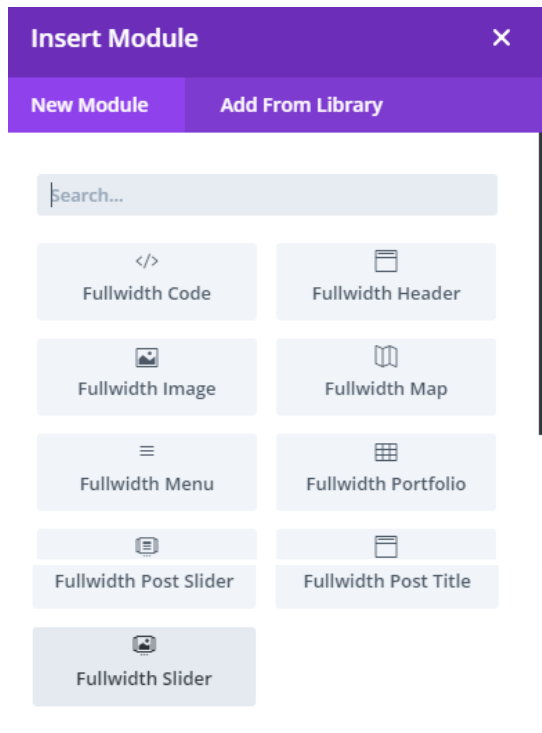 Insert Module
New Module Add From Library
Search...
Fullwidth Code Fullwidth Header
Fullwidth Image Fullwidth Map
Fullwidth Menu Fullwidth Portfolio
Fullwidth Post Slider Fullwidth Post Title
Fullwidth Slider